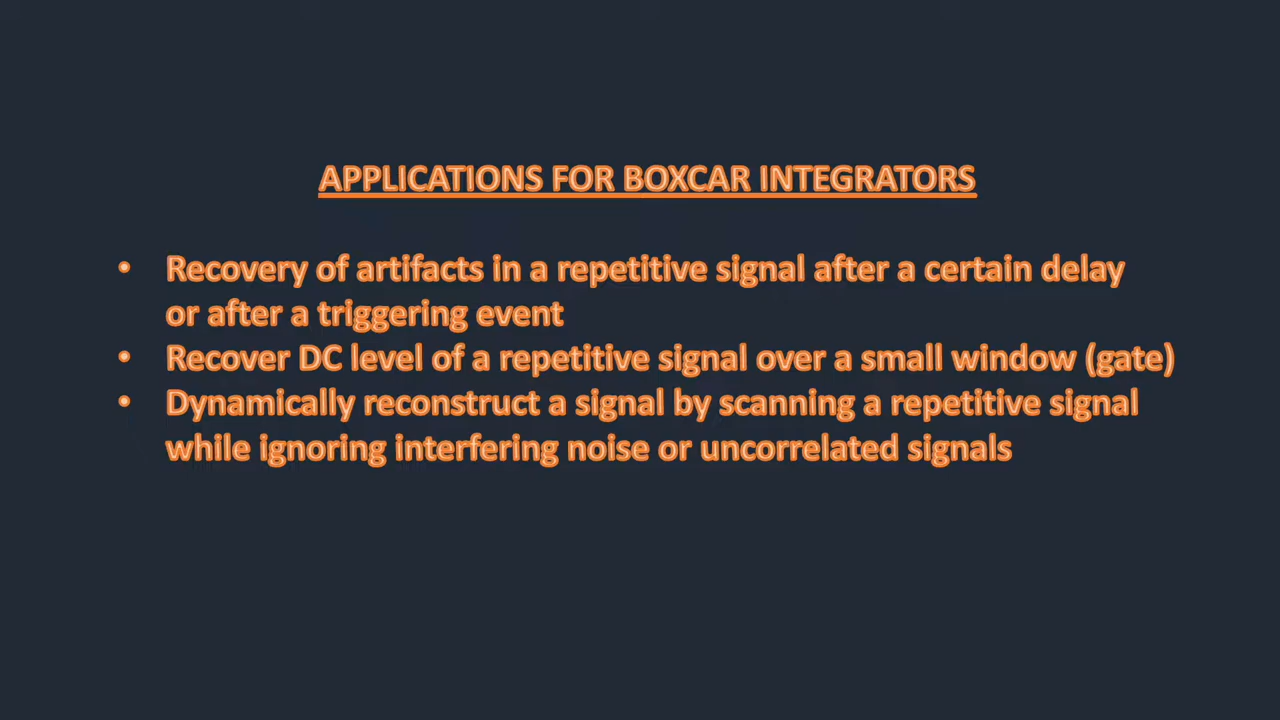 APPLICATIONS FOR BOXCAR INTEGRATORS
• Recovery of artifacts in a repetitive signal after a certain delay
or after a triggering event
• Recover DC level of a repetitive signal over a small window (gate)
• Dynamically reconstruct a signal by scanning a repetitive signal
while ignoring interfering noise or uncorrelated signals